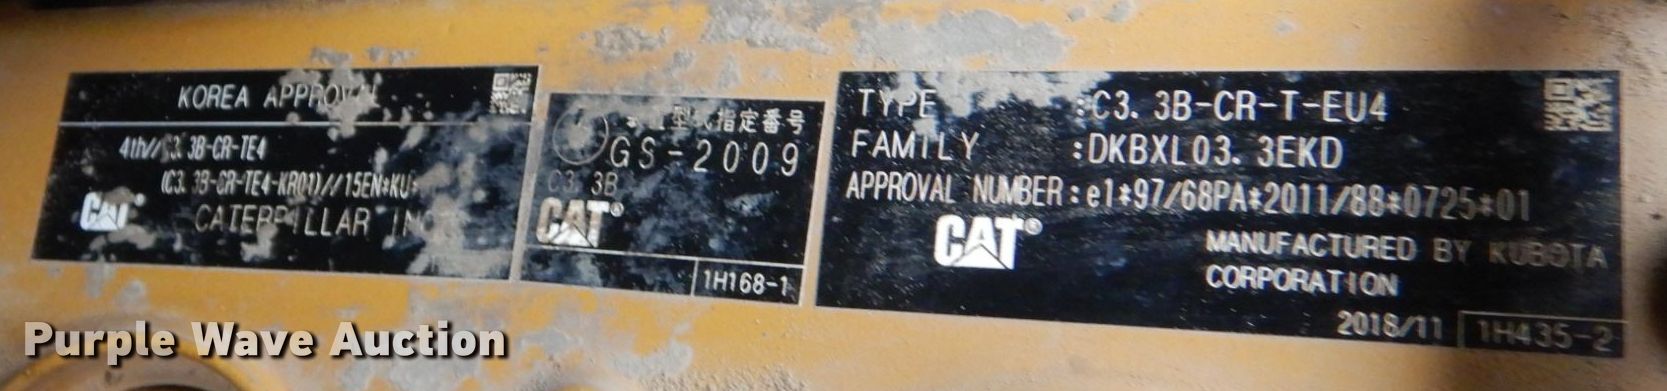 KOREA APPROVAL
4th//C3.3B-CR-TE4
(C3.3B-CR-TE4-KR01)//15EN*KU*
CAT®
CATERPILLAR INC
型式指定番号
GS-2009
C3.3B
CAT®
1H168-1
TYPE :C3.3B-CR-T-EU4
FAMILY :DKBXL03.3EKD
APPROVAL NUMBER:e1*97/68PA*2011/88*0725*01
CAT®
MANUFACTURED BY KUBOTA
CORPORATION
2018/11 1H435-2
Purple Wave Auction